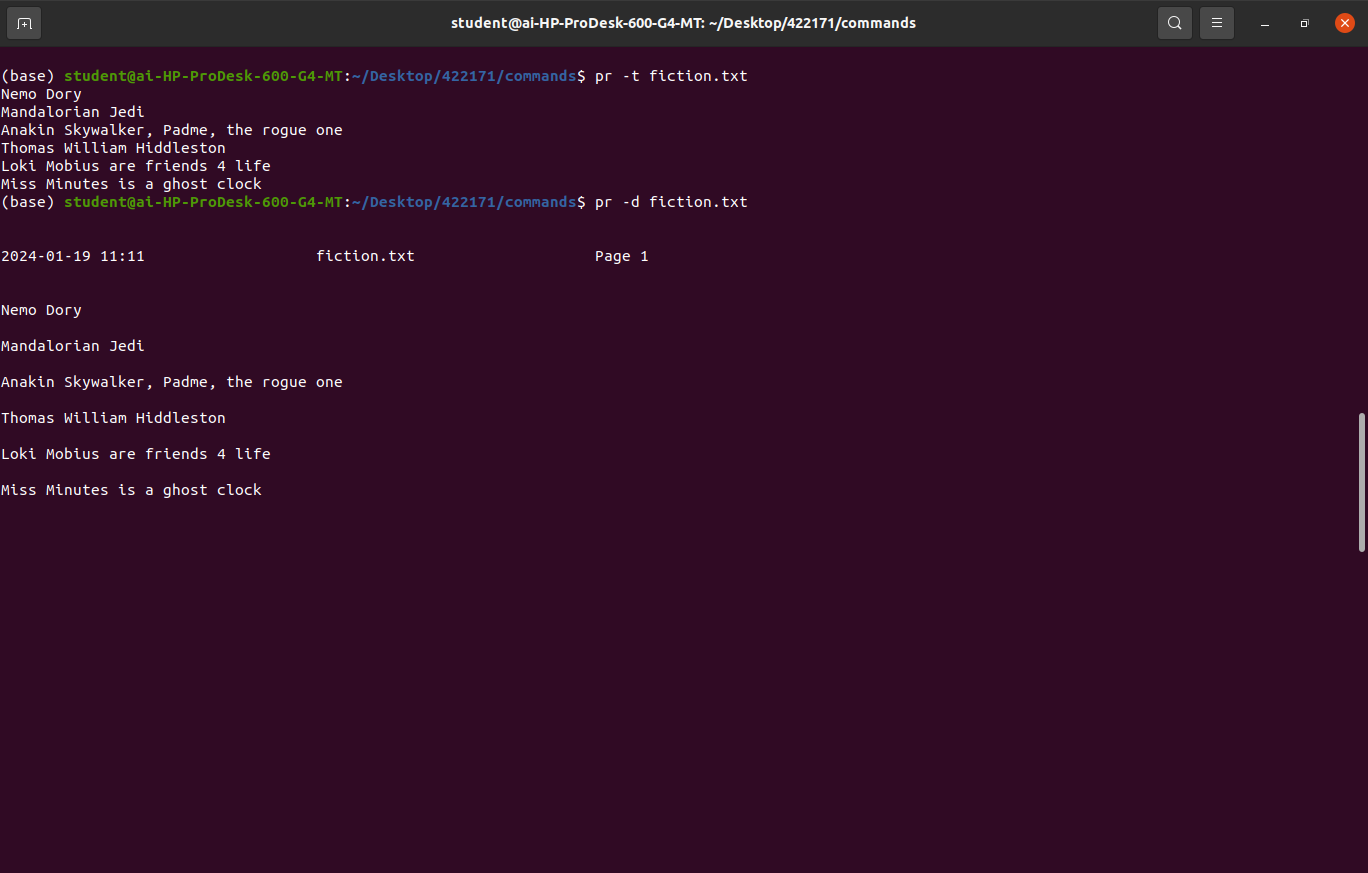 student@ai-HP-ProDesk-600-G4-MT: ~/Desktop/422171/commands
(base) student@ai-HP-ProDesk-600-G4-MT:~/Desktop/422171/commands$ pr -t fiction.txt
Nemo Dory
Mandalorian Jedi
Anakin Skywalker, Padme, the rogue one
Thomas William Hiddleston
Loki Mobius are friends 4 life
Miss Minutes is a ghost clock
(base) student@ai-HP-ProDesk-600-G4-MT:~/Desktop/422171/commands$ pr -d fiction.txt
2024-01-19 11:11                   fiction.txt                    Page 1
Nemo Dory
Mandalorian Jedi
Anakin Skywalker, Padme, the rogue one
Thomas William Hiddleston
Loki Mobius are friends 4 life
Miss Minutes is a ghost clock